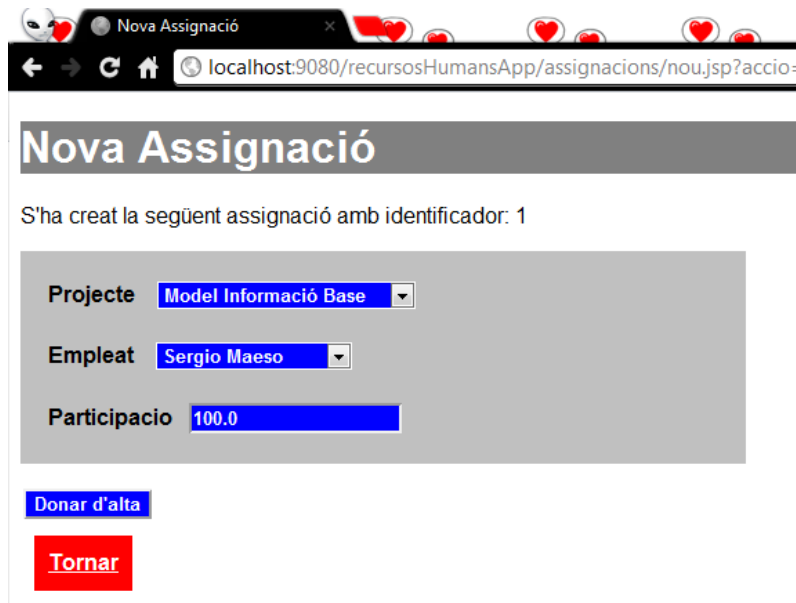 Nova Assignació
localhost:9080/recursosHumansApp/assignacions/nou.jsp?accio=
Nova Assignació
S'ha creat la següent assignació amb identificador: 1
Projecte Model Informació Base
Empleat Sergio Maeso
Participacio 100.0
Donar d'alta
Tornar